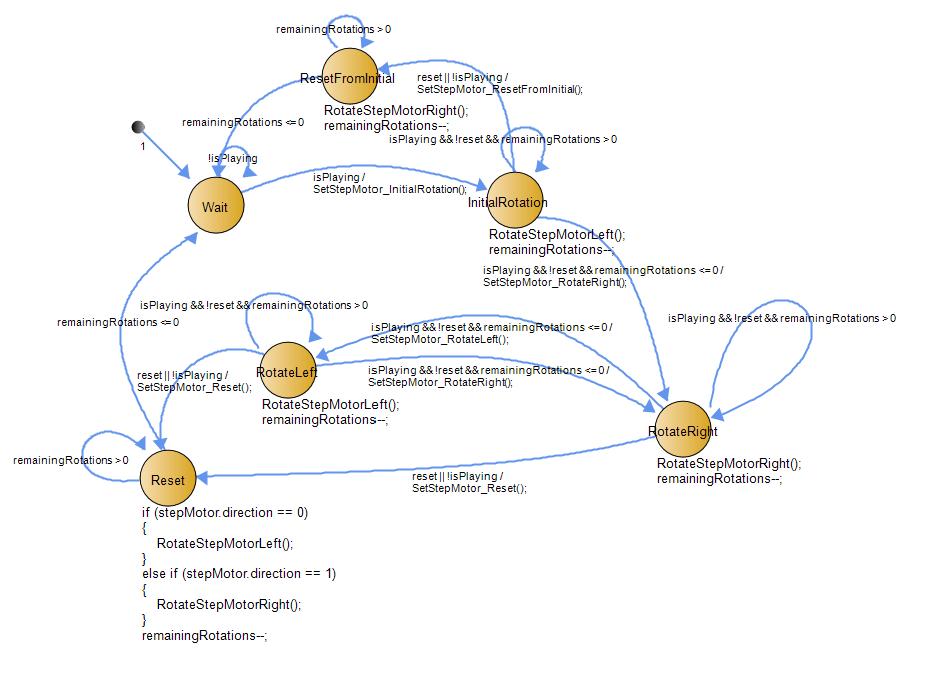 remainingRotations > 0
ResetFromInitial
reset || !isPlaying /
SetStepMotor_ResetFromInitial();
RotateStepMotorRight();
remainingRotations--;
remainingRotations <= 0
isPlaying && !reset && remainingRotations > 0
1
!isPlaying
isPlaying /
SetStepMotor_InitialRotation();
Wait
InitialRotation
RotateStepMotorLeft();
remainingRotations--;
isPlaying && !reset && remainingRotations <= 0 /
SetStepMotor_RotateRight();
isPlaying && !reset && remainingRotations > 0
remainingRotations <= 0
isPlaying && !reset && remainingRotations <= 0 /
SetStepMotor_RotateLeft();
isPlaying && !reset && remainingRotations > 0
reset || !isPlaying /
SetStepMotor_Reset();
RotateLeft
isPlaying && !reset && remainingRotations <= 0 /
SetStepMotor_RotateRight();
RotateStepMotorLeft();
remainingRotations--;
RotateRight
RotateStepMotorRight();
remainingRotations--;
remainingRotations > 0
Reset
reset || !isPlaying /
SetStepMotor_Reset();
if (stepMotor.direction == 0)
{
RotateStepMotorLeft();
}
else if (stepMotor.direction == 1)
{
RotateStepMotorRight();
}
remainingRotations--;